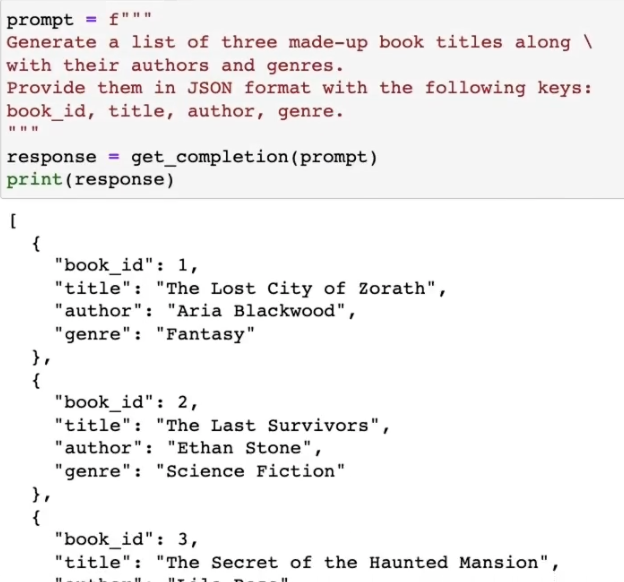 prompt = f"""
Generate a list of three made-up book titles along \
with their authors and genres.
Provide them in JSON format with the following keys:
book_id, title, author, genre.
"""
response = get_completion(prompt)
print(response)
[
  {
    "book_id": 1,
    "title": "The Lost City of Zorath",
    "author": "Aria Blackwood",
    "genre": "Fantasy"
  },
  {
    "book_id": 2,
    "title": "The Last Survivors",
    "author": "Ethan Stone",
    "genre": "Science Fiction"
  },
  {
    "book_id": 3,
    "title": "The Secret of the Haunted Mansion",